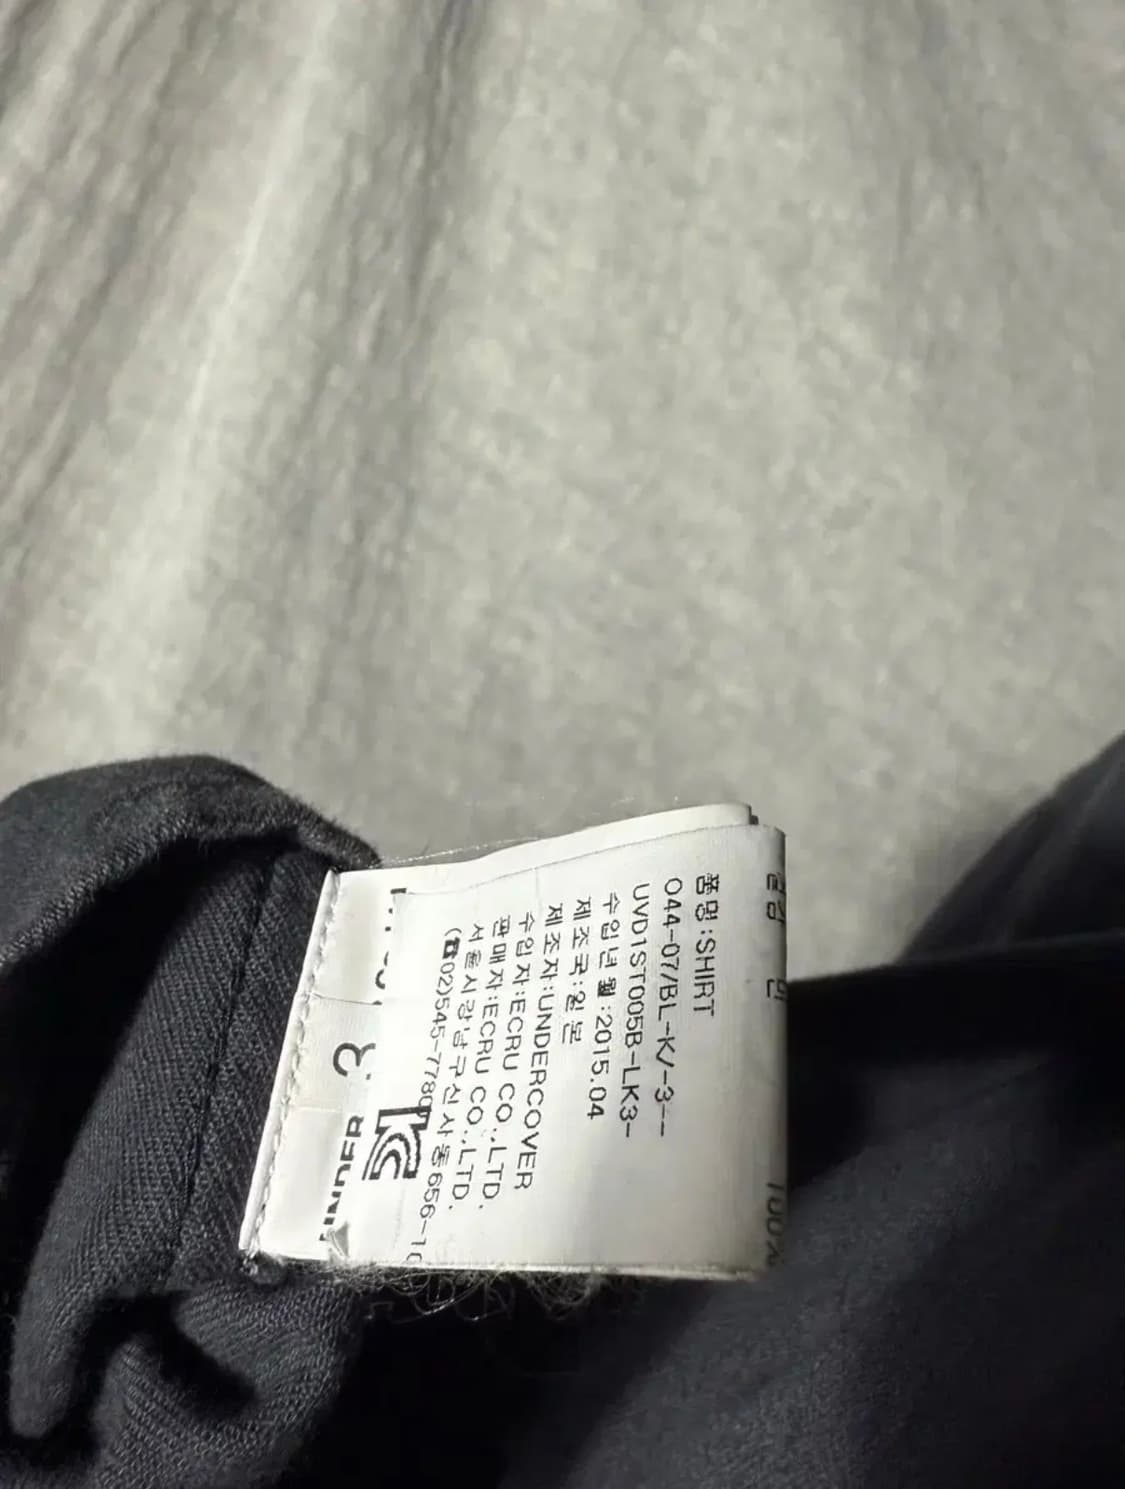 품명:SHIRT
044-07/BL-K/-3--
UVD1ST005B-LK3-
수입년월:2015.04
제조국:일본
제조자:UNDERCOVER
수입자:ECRU CO.,LTD.
판매자:ECRU CO.,LTD.
서울시강남구신사동656-1
(☎02)545-7780
3
UNDER
100%